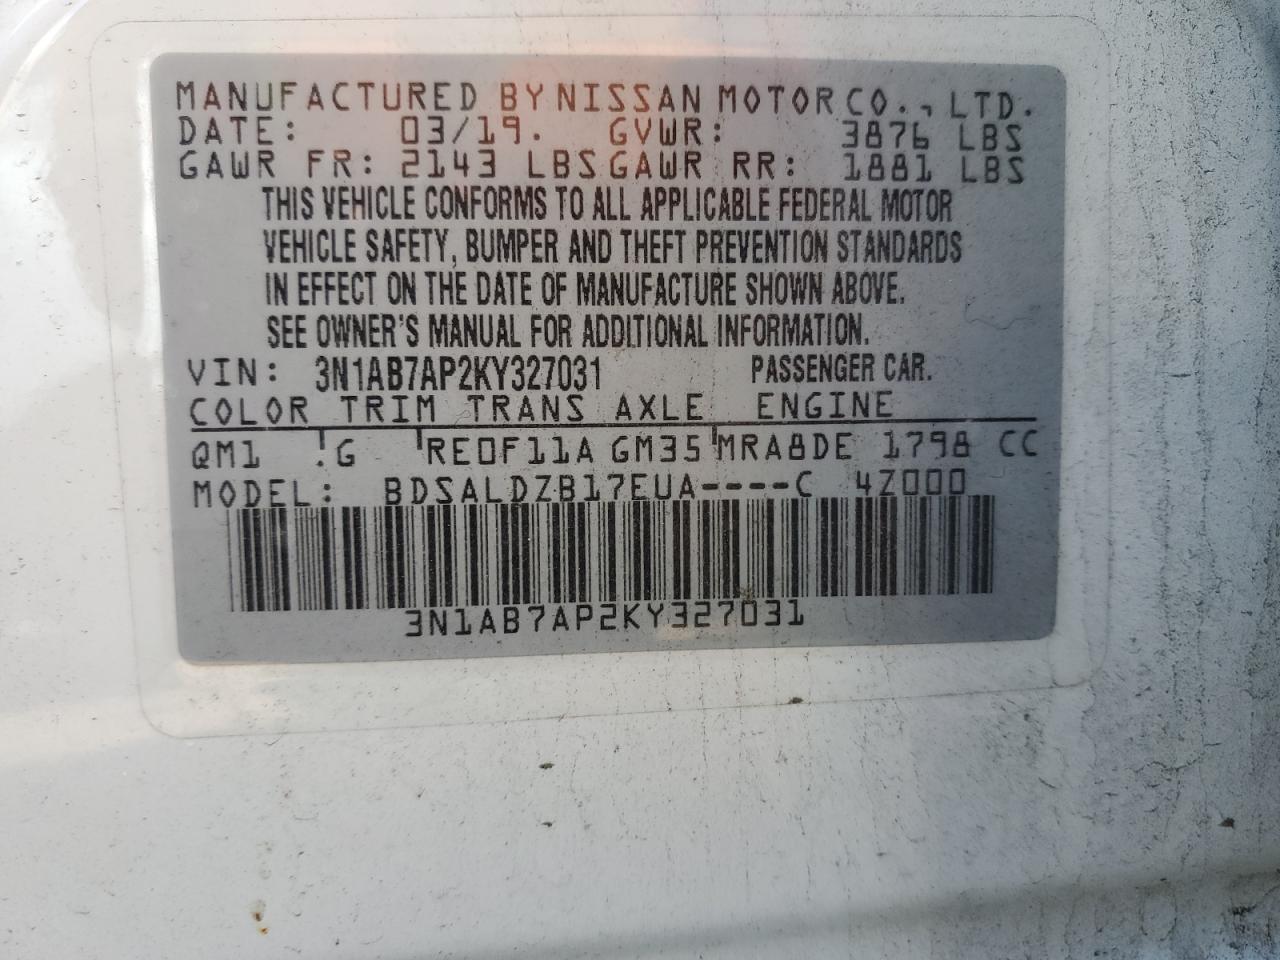 MANUFACTURED BY NISSAN MOTOR CO., LTD.
DATE: 03/19. GVWR: 3876 LBS
GAWR FR: 2143 LBS GAWR RR: 1881 LBS
THIS VEHICLE CONFORMS TO ALL APPLICABLE FEDERAL MOTOR
VEHICLE SAFETY, BUMPER AND THEFT PREVENTION STANDARDS
IN EFFECT ON THE DATE OF MANUFACTURE SHOWN ABOVE.
SEE OWNER'S MANUAL FOR ADDITIONAL INFORMATION.
VIN: 3N1AB7AP2KY327031 PASSENGER CAR.
COLOR TRIM TRANS AXLE ENGINE
QM1 G RE0F11A GM35 MRA8DE 1798 CC
MODEL: BDSALDZB17EUA----C 4Z000
3N1AB7AP2KY327031